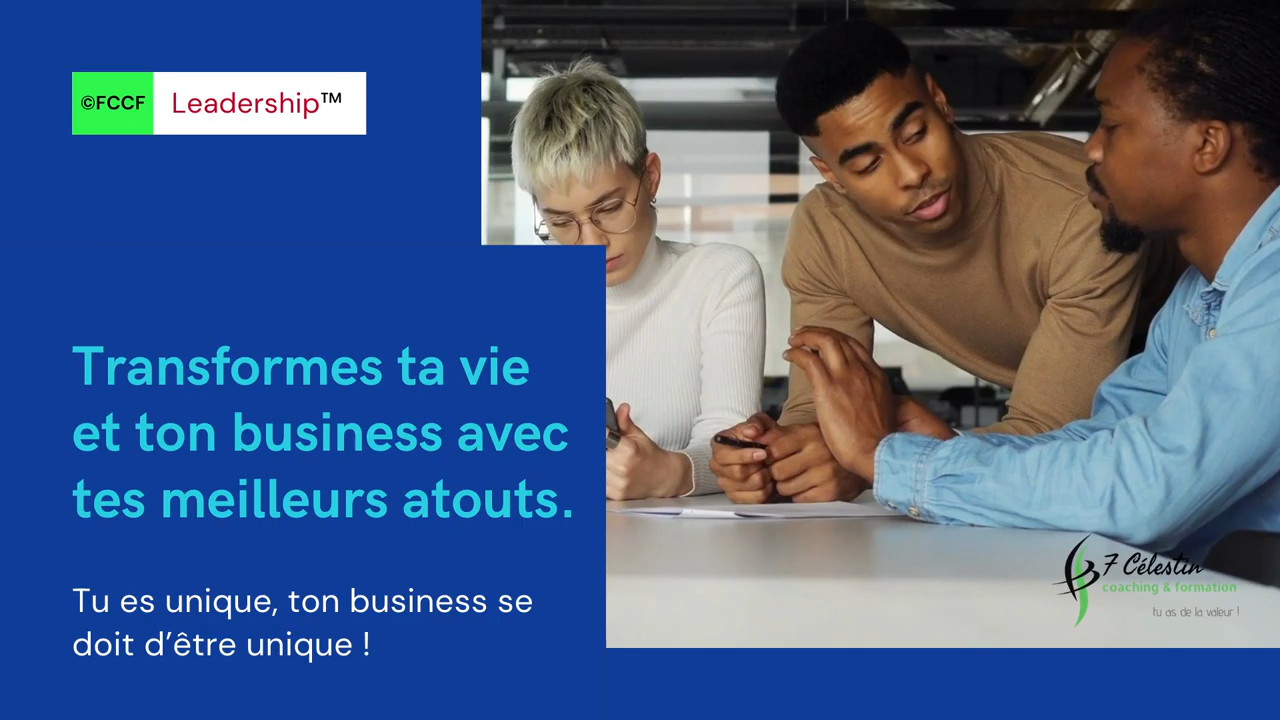 ©FCCF Leadership™
Transformes ta vie
et ton business avec
tes meilleurs atouts.
Tu es unique, ton business se
doit d’être unique !
F Célestin
coaching & formation
tu as de la valeur !